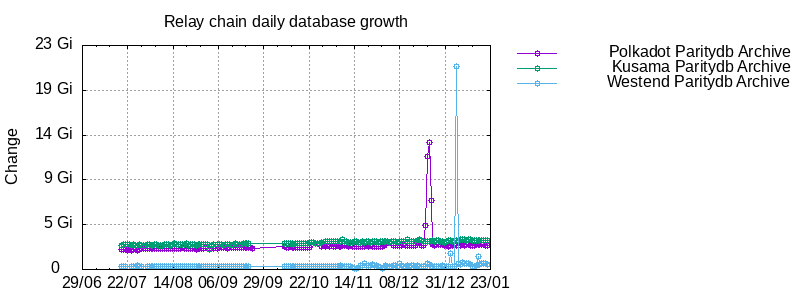 Relay chain daily database growth
23 Gi
19 Gi
14 Gi
9 Gi
5 Gi
0
Change
29/06 22/07 14/08 06/09 29/09 22/10 14/11 08/12 31/12 23/01
Polkadot Paritydb Archive
Kusama Paritydb Archive
Westend Paritydb Archive